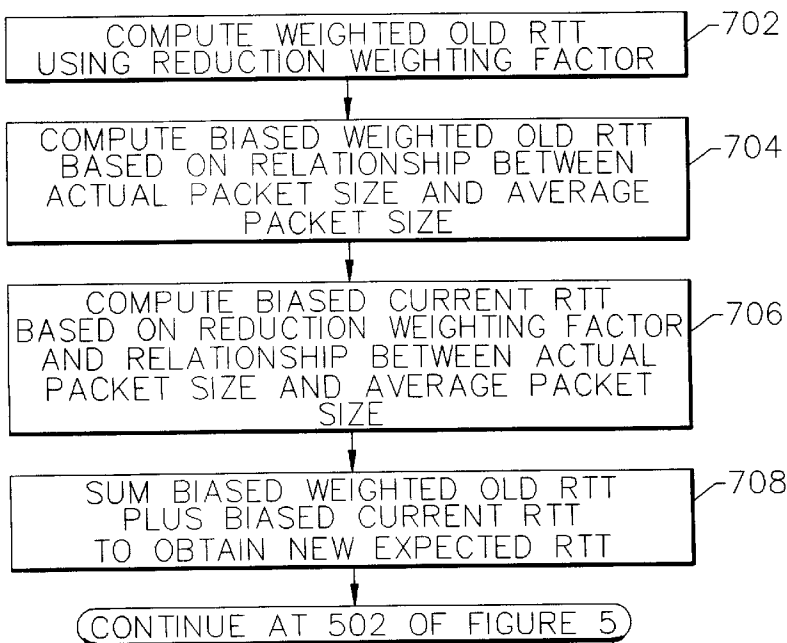 COMPUTE WEIGHTED OLD RTT
USING REDUCTION WEIGHTING FACTOR
702
COMPUTE BIASED WEIGHTED OLD RTT
BASED ON RELATIONSHIP BETWEEN
ACTUAL PACKET SIZE AND AVERAGE
PACKET SIZE
704
COMPUTE BIASED CURRENT RTT
BASED ON REDUCTION WEIGHTING FACTOR
AND RELATIONSHIP BETWEEN ACTUAL
PACKET SIZE AND AVERAGE PACKET
SIZE
706
SUM BIASED WEIGHTED OLD RTT
PLUS BIASED CURRENT RTT
TO OBTAIN NEW EXPECTED RTT
708
CONTINUE AT 502 OF FIGURE 5